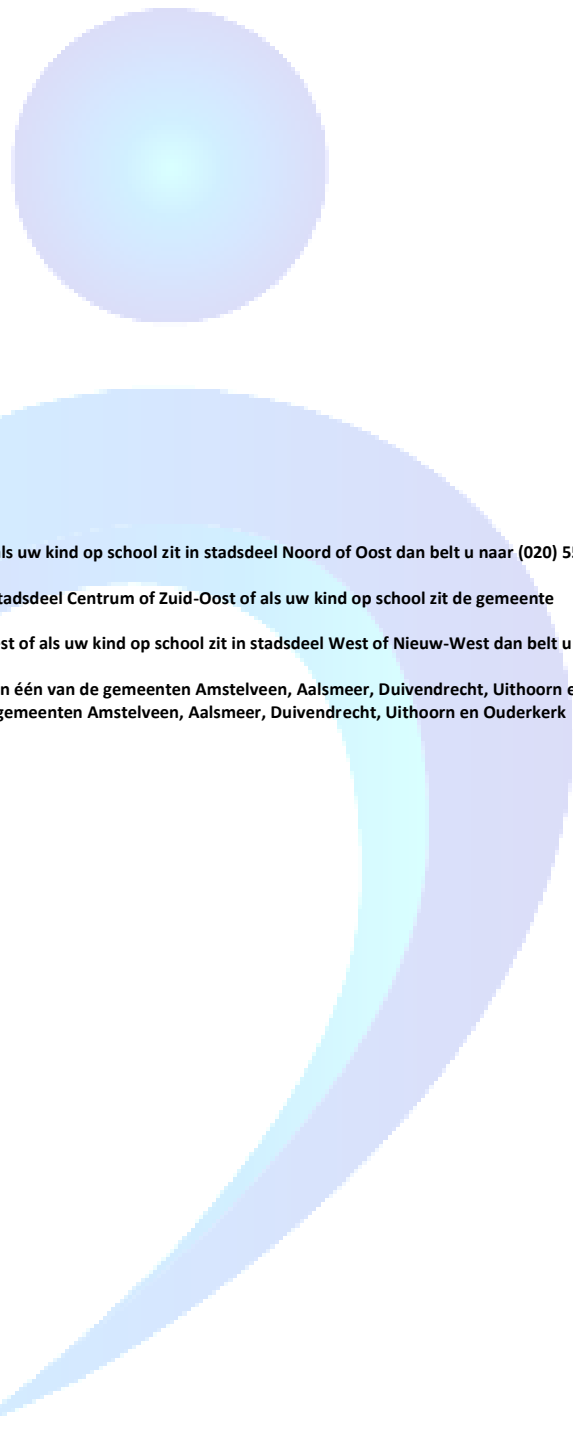 ls uw kind op school zit in stadsdeel Noord of Oost dan belt u naar (020) 5
tadsdeel Centrum of Zuid-Oost of als uw kind op school zit de gemeente
st of als uw kind op school zit in stadsdeel West of Nieuw-West dan belt u
n één van de gemeenten Amstelveen, Aalsmeer, Duivendrecht, Uithoorn e
gemeenten Amstelveen, Aalsmeer, Duivendrecht, Uithoorn en Ouderkerk